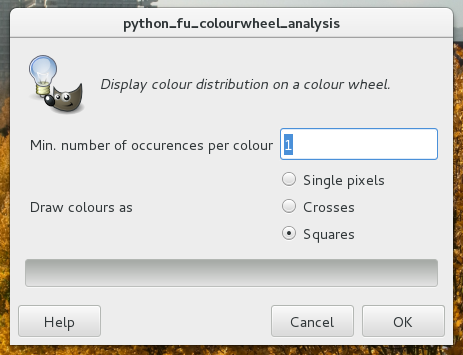 python_fu_colourwheel_analysis
Display colour distribution on a colour wheel.
Min. number of occurences per colour 1
Single pixels
Draw colours as
Crosses
Squares
Help Cancel OK